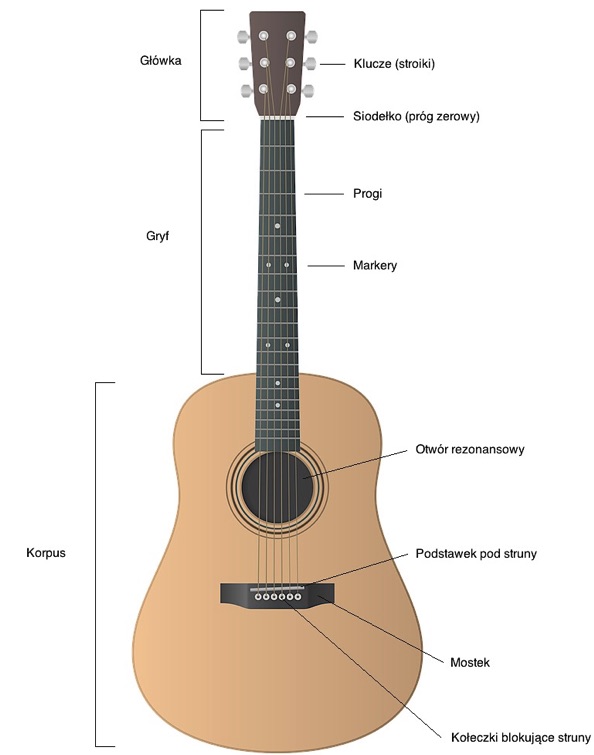 Główka
Klucze (stroiki)
Siodełko (próg zerowy)
Progi
Gryf
Markery
Otwór rezonansowy
Korpus
Podstawek pod struny
Mostek
Kołeczki blokujące struny